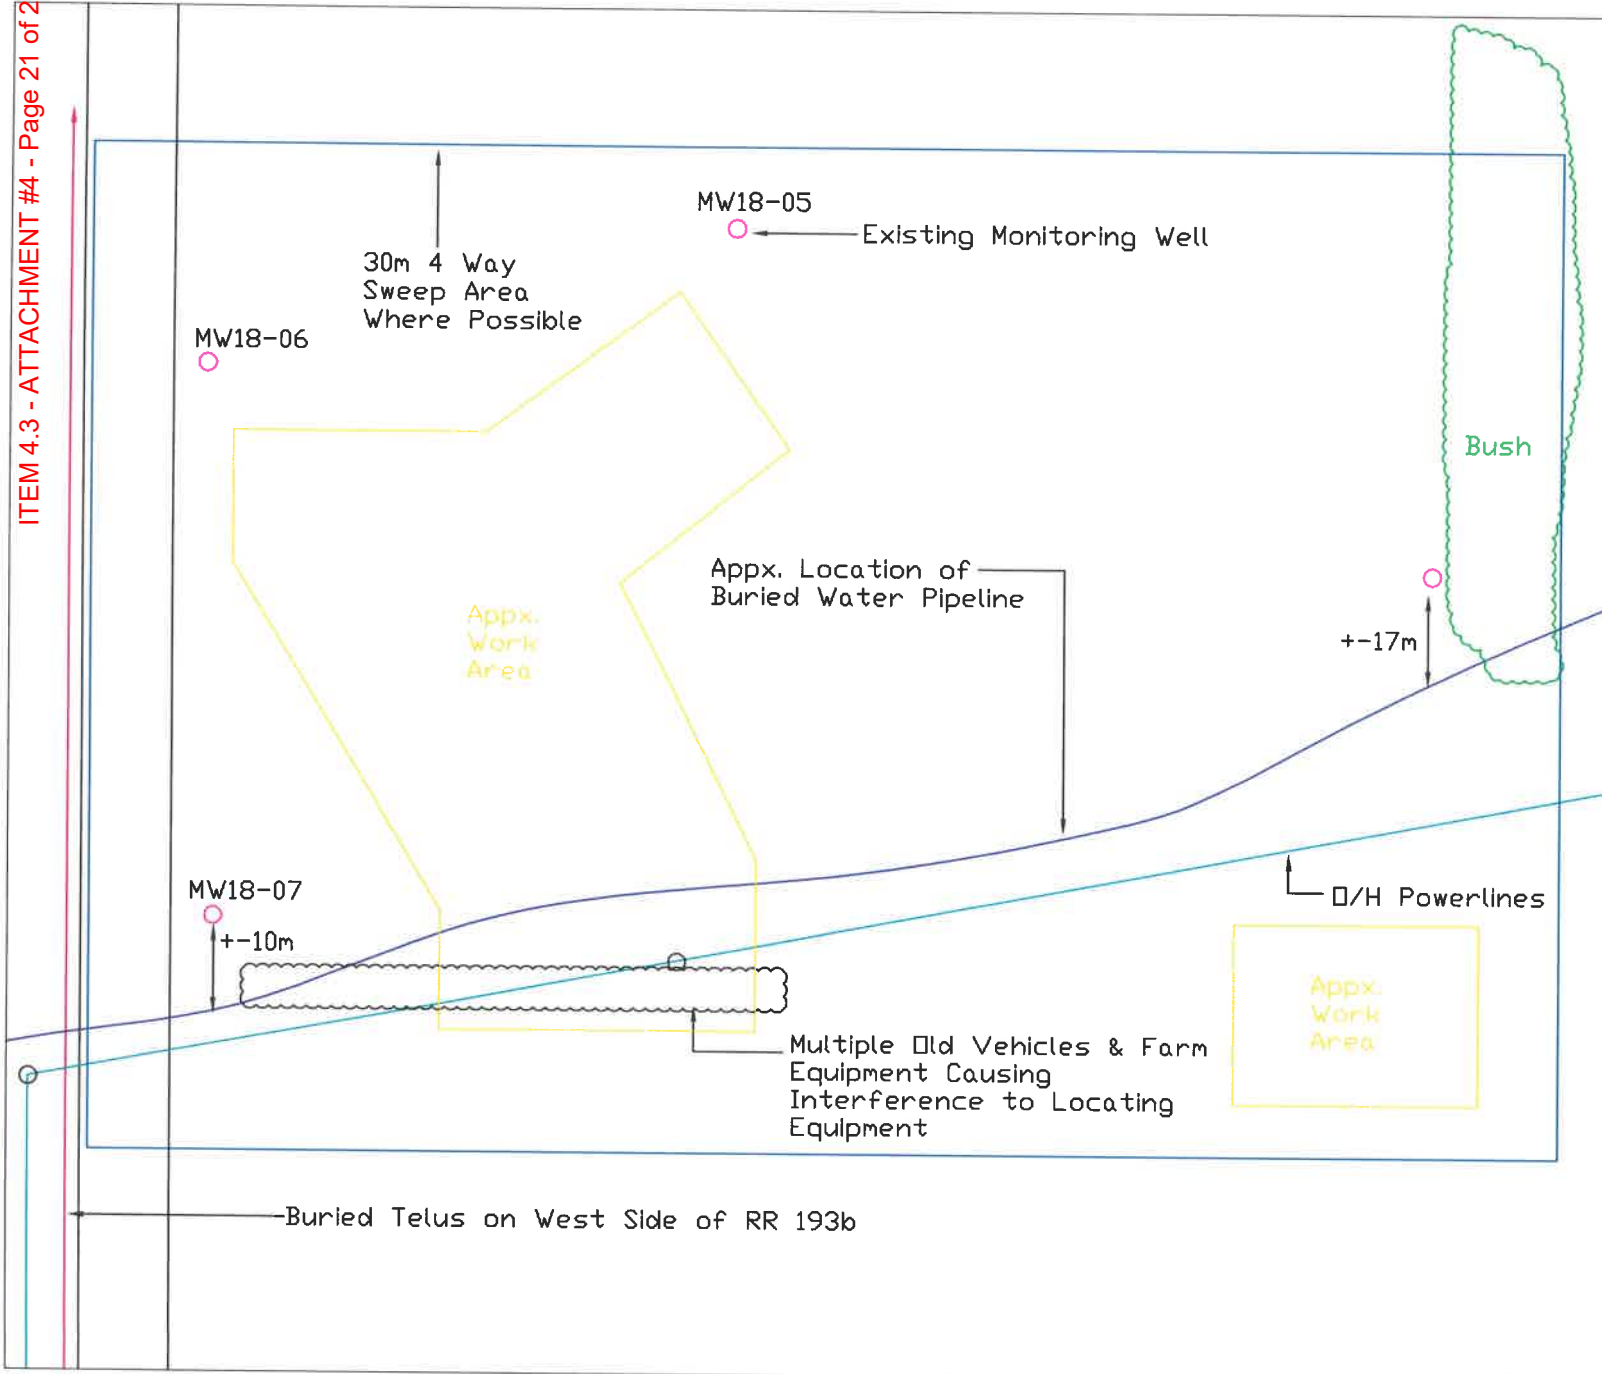 ITEM 4.3 - ATTACHMENT #4 - Page 21 of 2
MW18-05
Existing Monitoring Well
30m 4 Way
Sweep Area
Where Possible
MW18-06
Bush
Appx. Location of
Buried Water Pipeline
Appx.
Work
Area
+-17m
MW18-07
+-10m
O/H Powerlines
Appx.
Work
Area
Multiple Old Vehicles & Farm
Equipment Causing
Interference to Locating
Equipment
Buried Telus on West Side of RR 193b